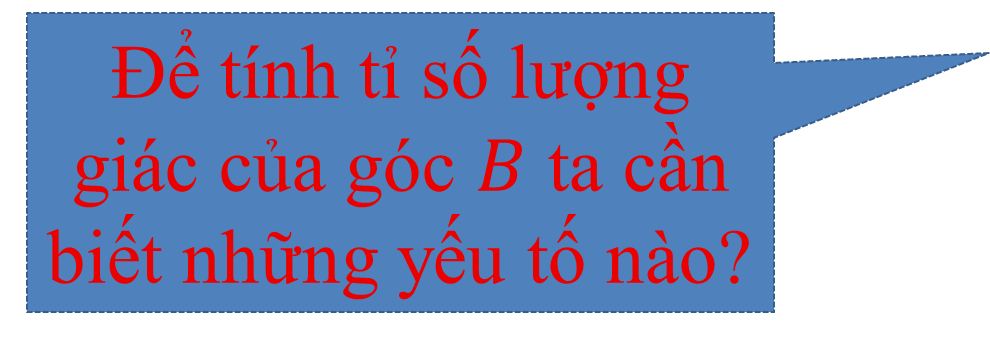 Để tính tỉ số lượng
giác của góc B ta cần
biết những yếu tố nào?